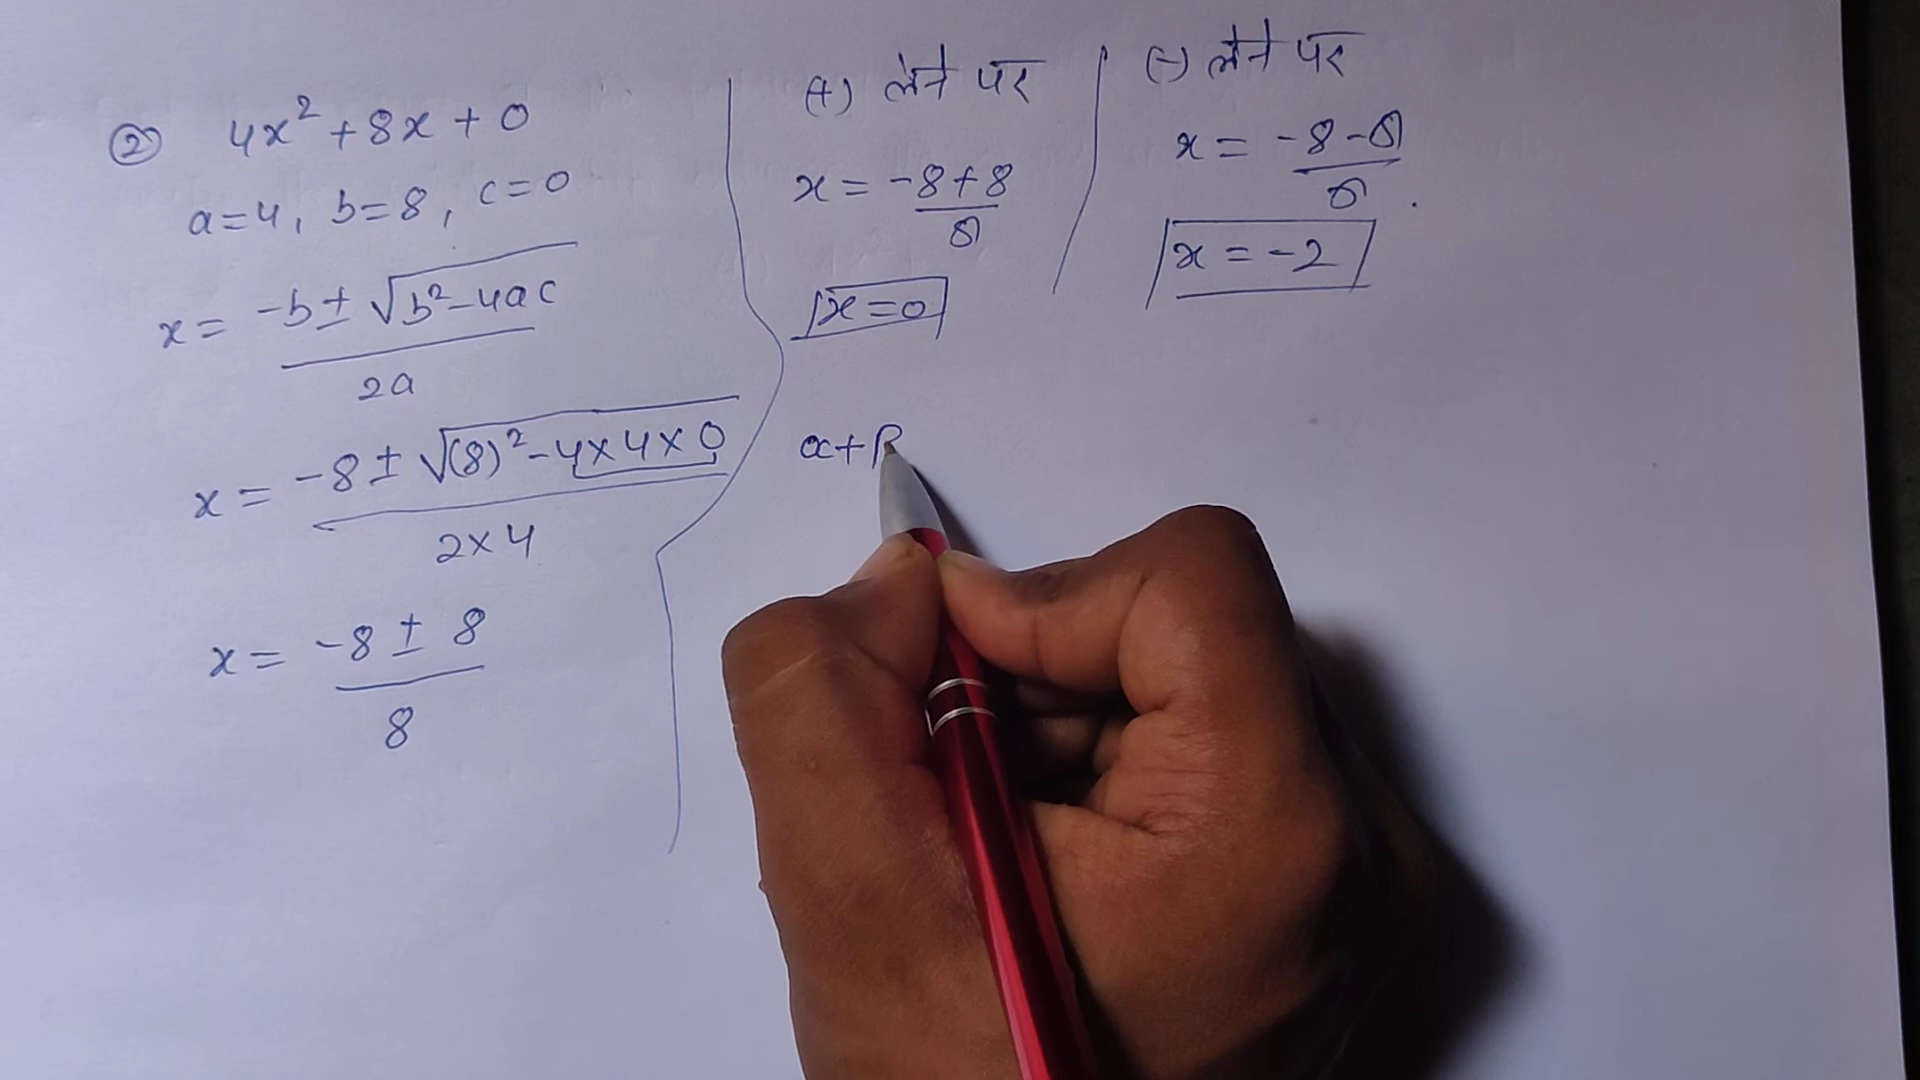 ② 4x² + 8x + 0
a=4, b=8, c=0
x = -b ± √b²-4ac
2a
x = -8 ± √(8)² - 4×4×0
2×4
x = -8 ± 8
8
(+) लेने पर
x = -8+8
8
x = 0
α+β
(-) लेने पर
x = -8-8
8
x = -2